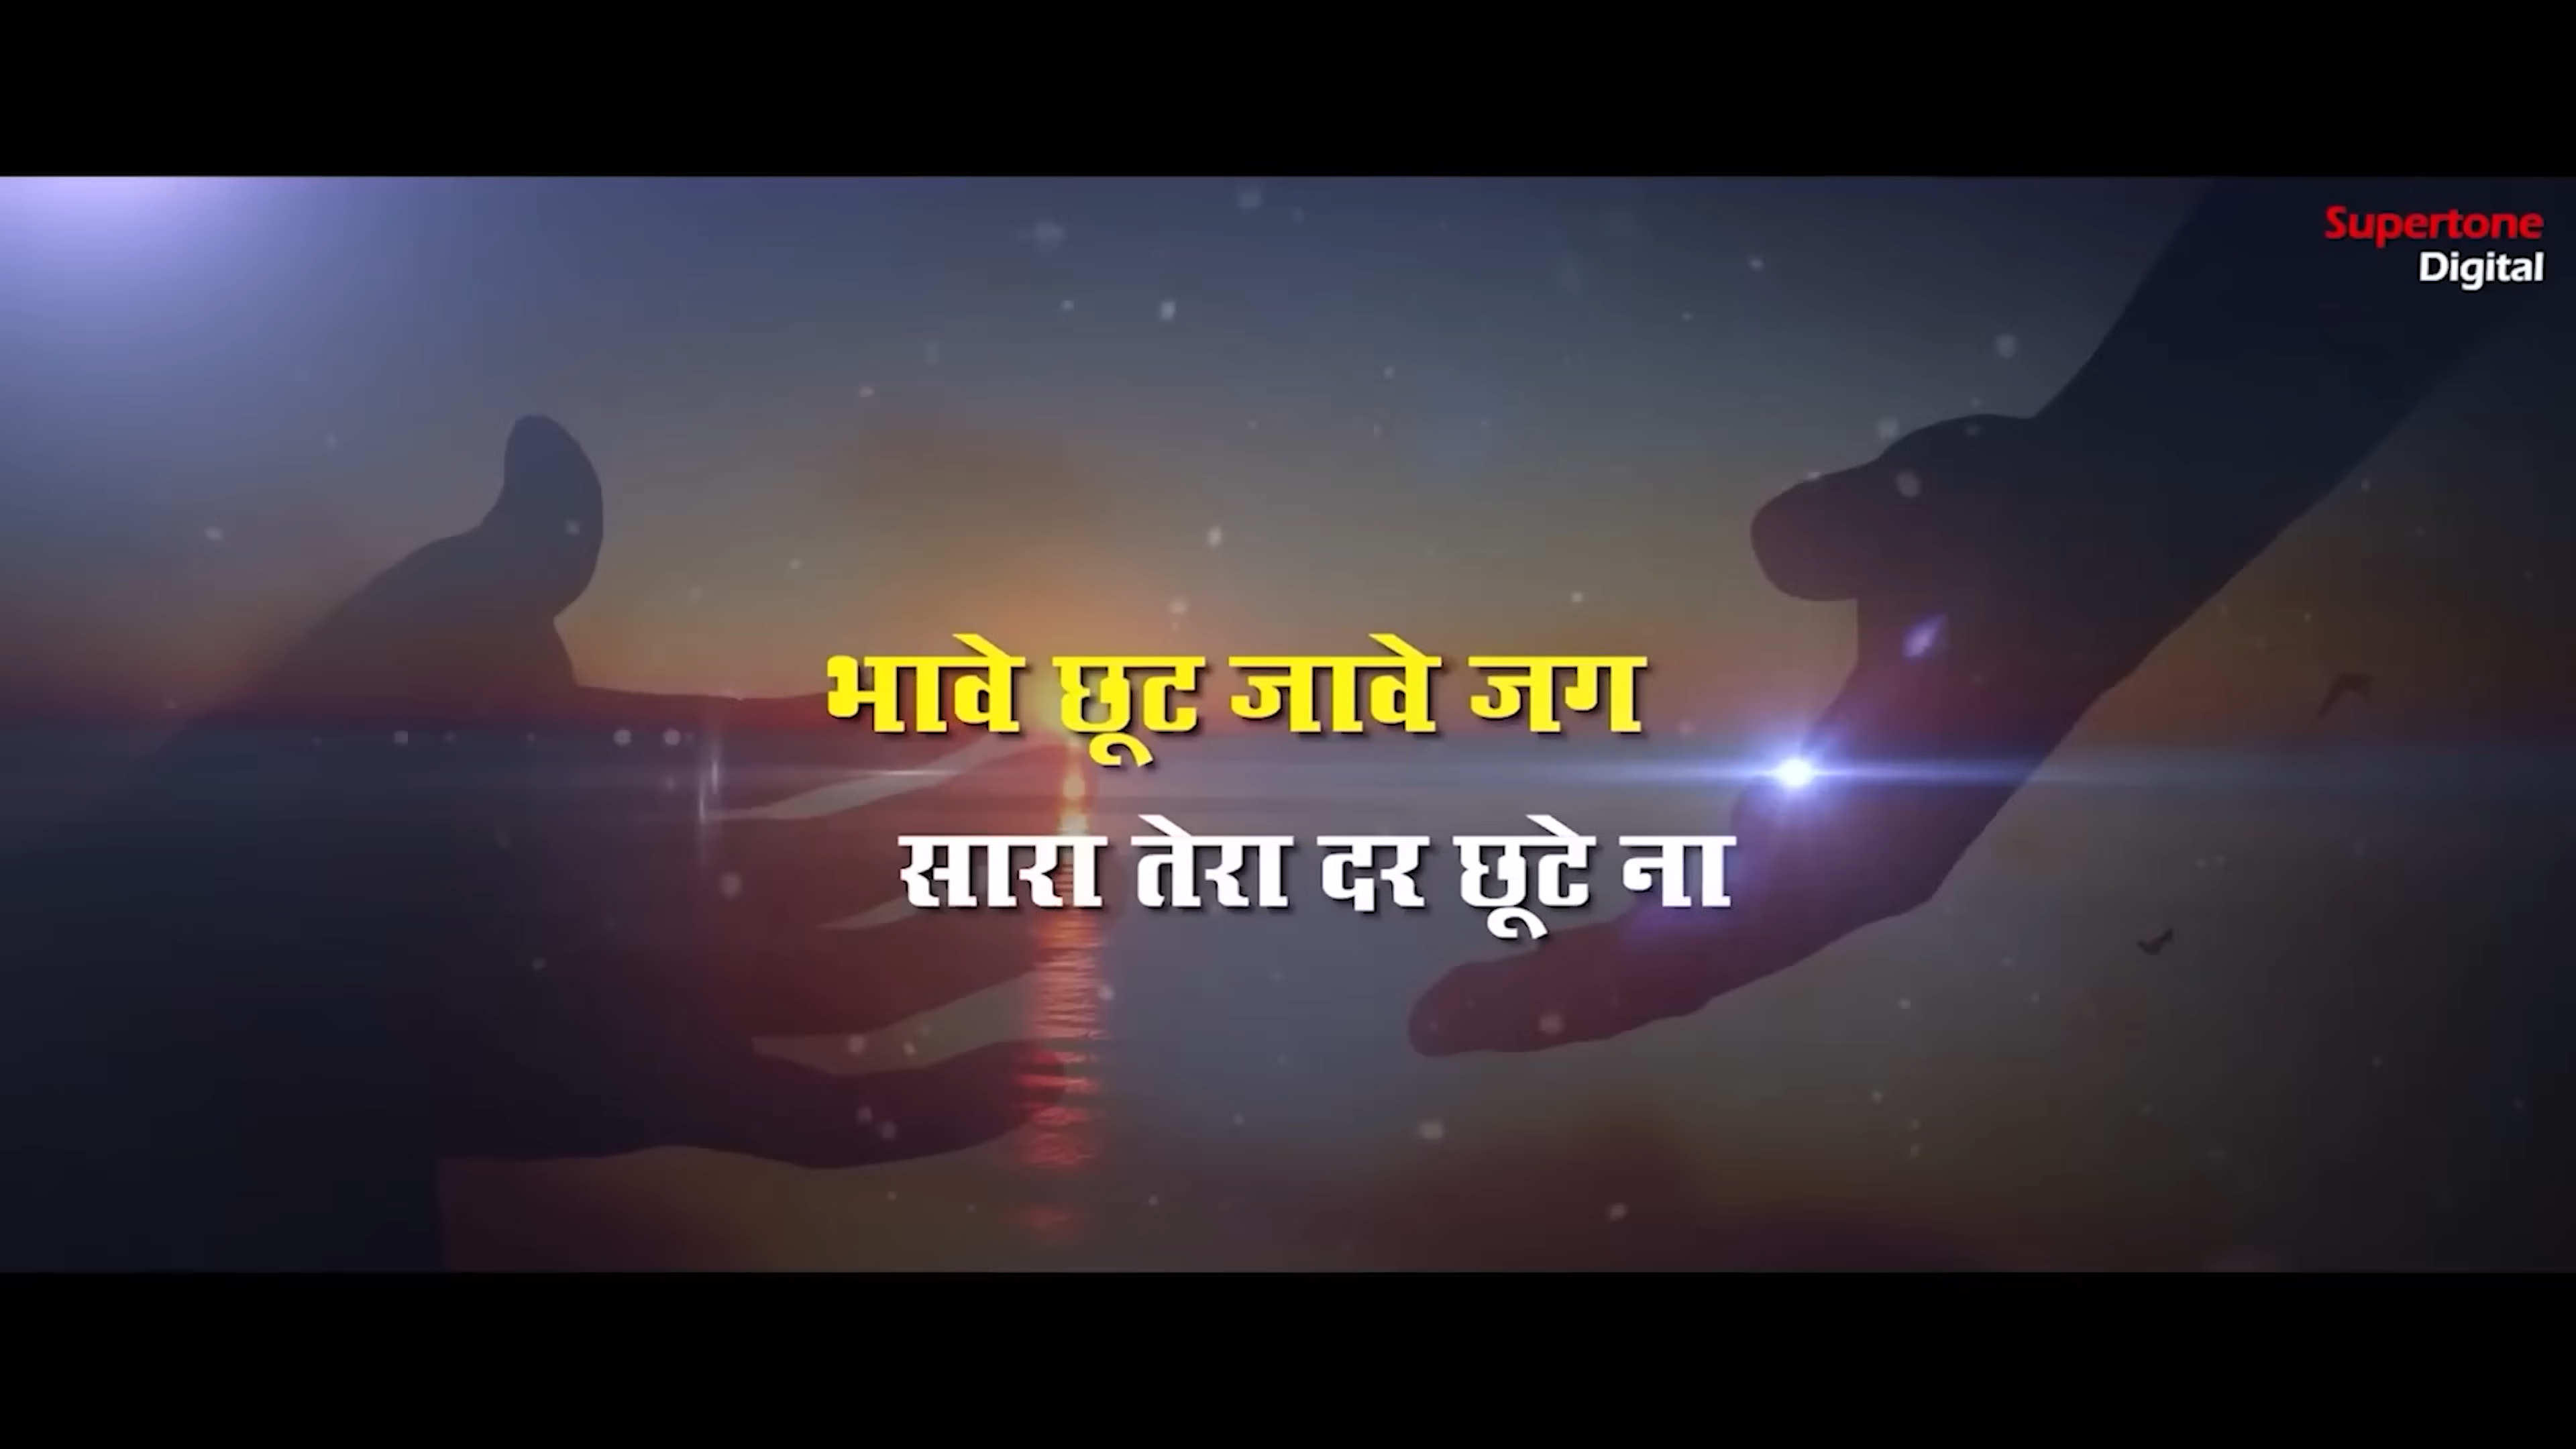 Supertone
Digital
भावे छूट जावे जग
सारा तेरा दर छूटे ना